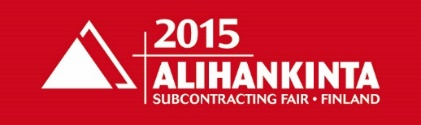 2015
ALIHANKINTA
SUBCONTRACTING FAIR • FINLAND